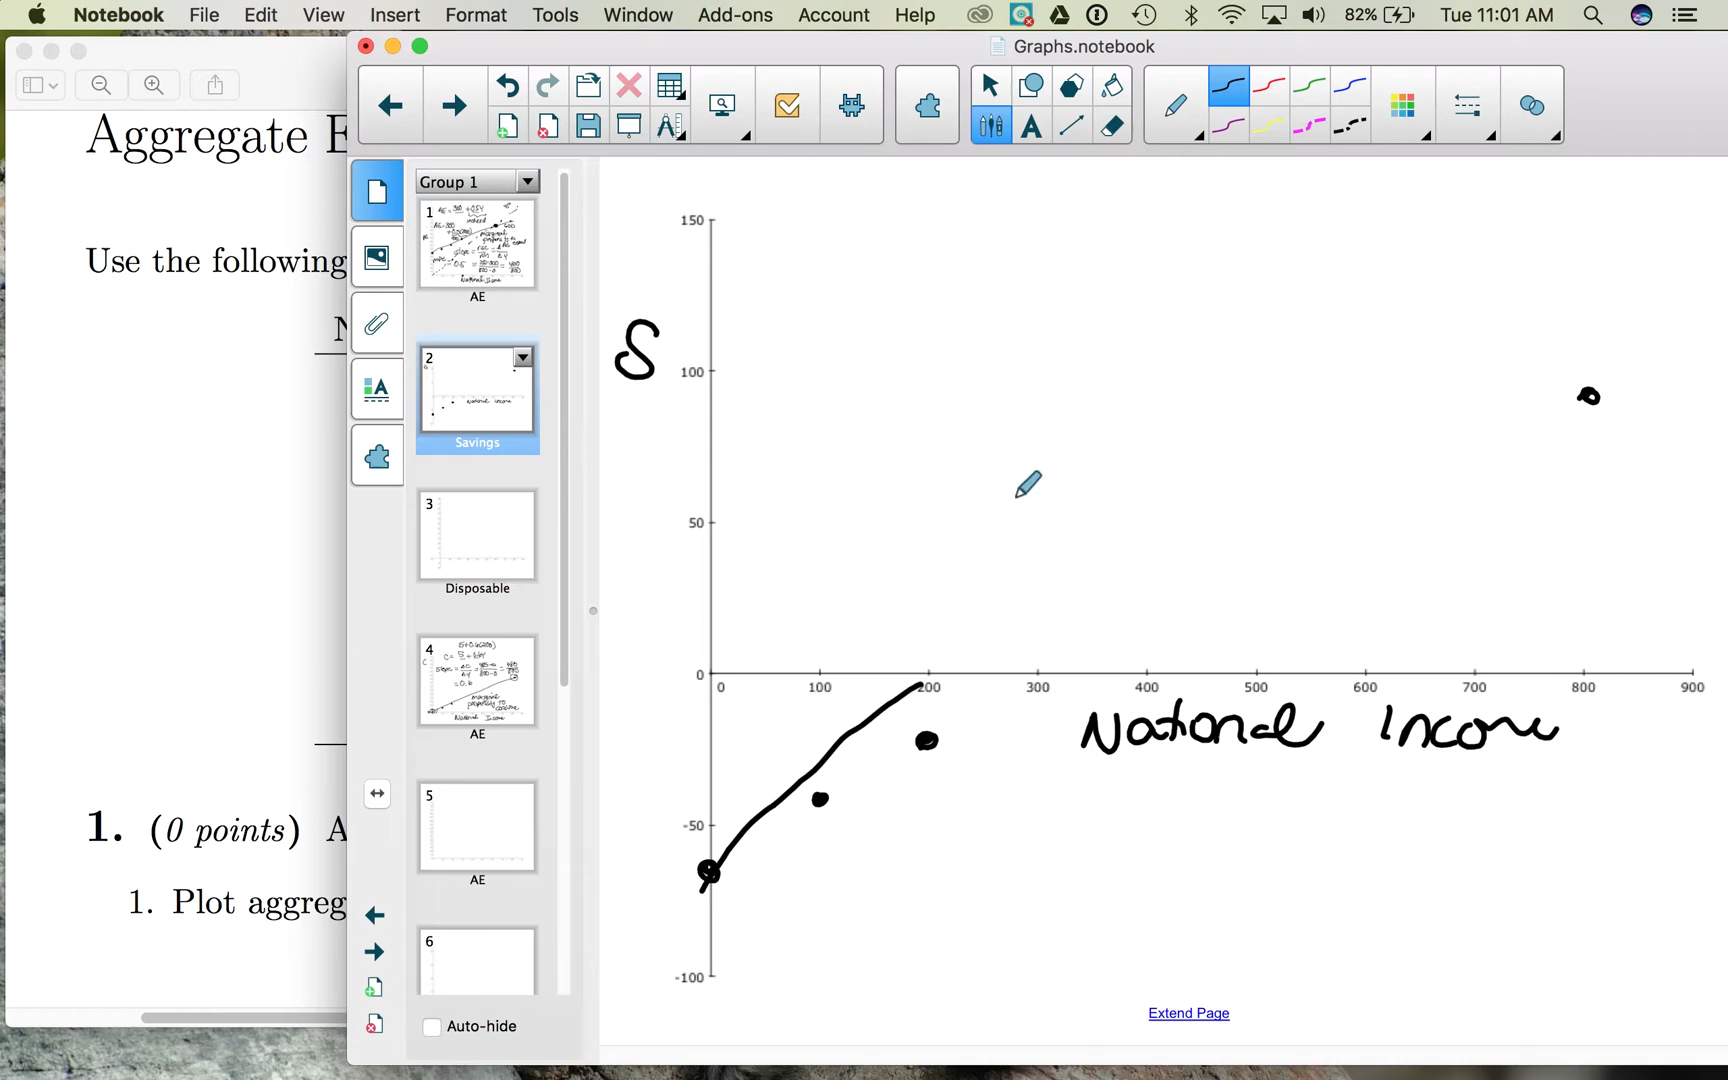 Notebook File Edit View Insert Format Tools Window Add-ons Account Help 82% Tue 11:01 AM
Graphs.notebook
Aggregate E
Use the following
N
1. (0 points) A
1. Plot aggreg
Group 1
1
AE
2
Savings
3
Disposable
4
AE
5
AE
6
Auto-hide
S
150
100
50
0
-50
-100
0 100 200 300 400 500 600 700 800 900
National Income
Extend Page